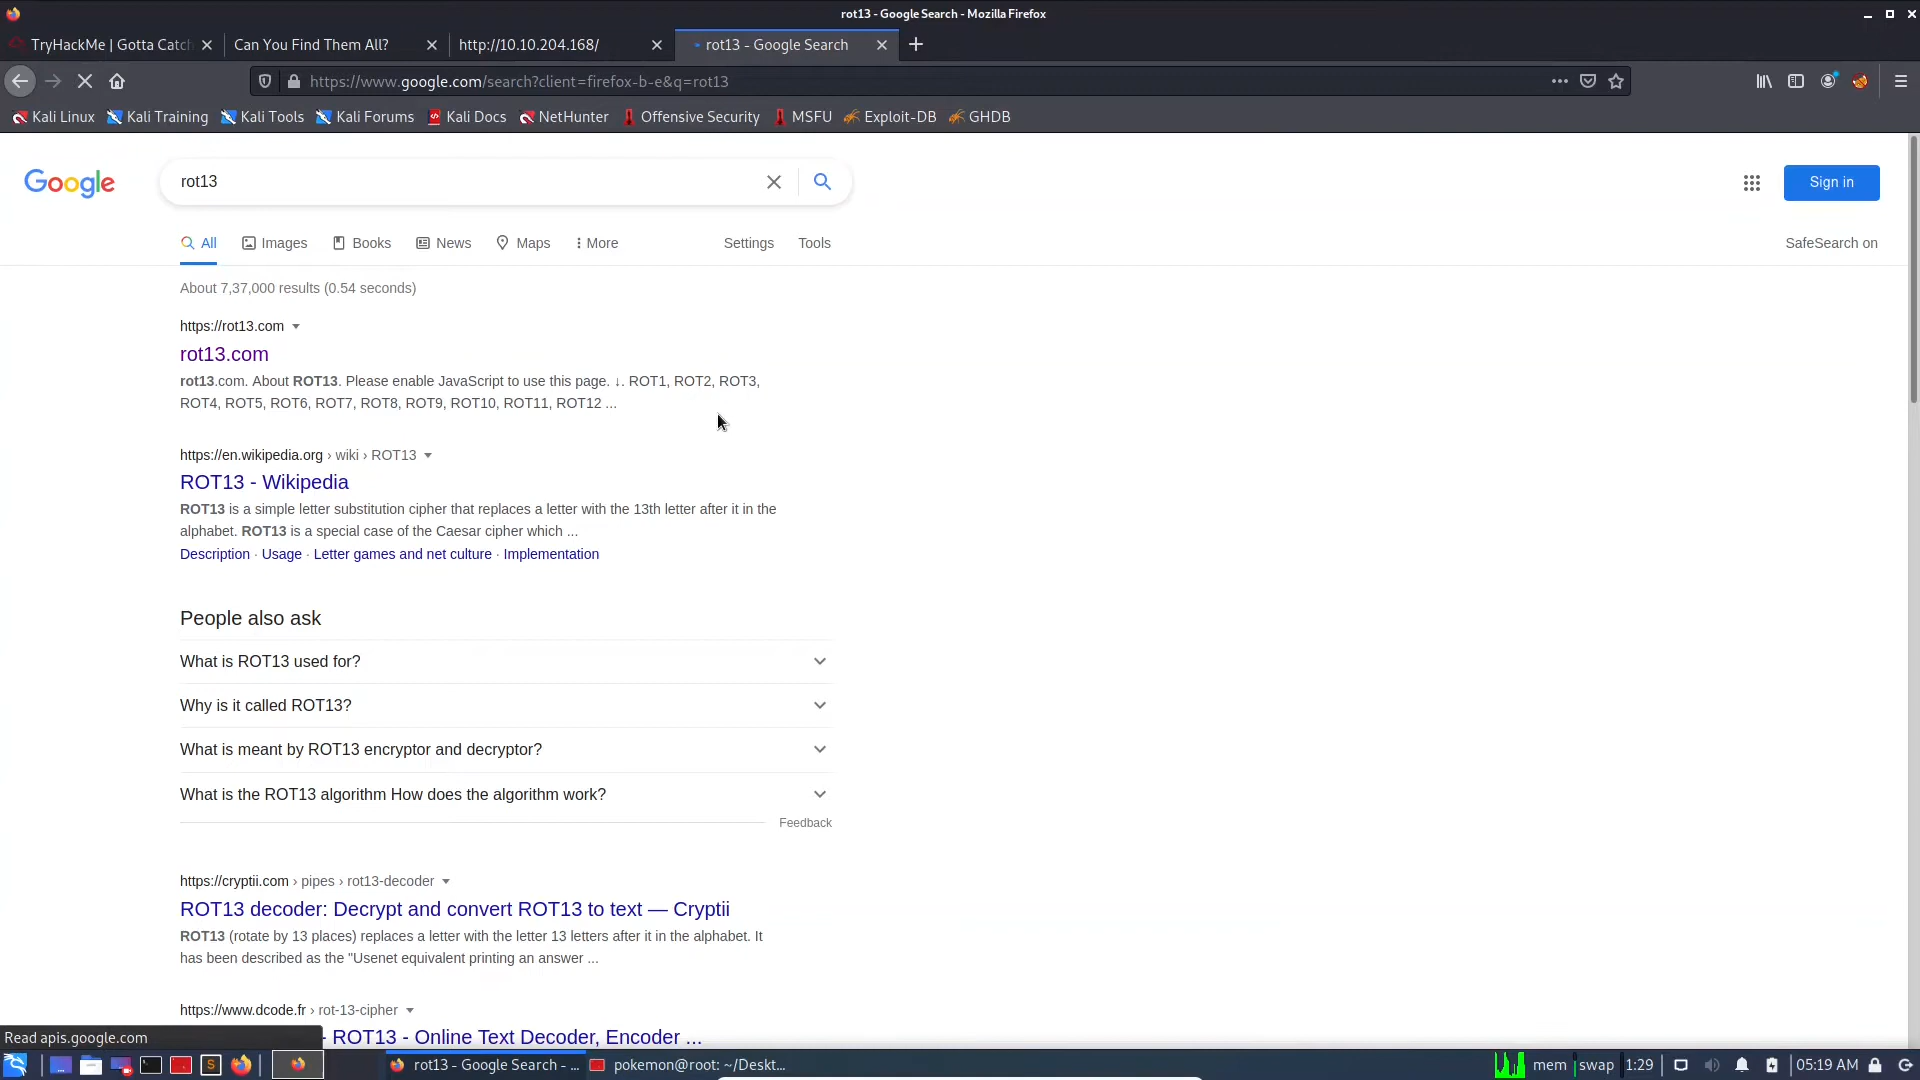 rot13 - Google Search - Mozilla Firefox
TryHackMe | Gotta Catch
Can You Find Them All?
http://10.10.204.168/
rot13 - Google Search
https://www.google.com/search?client=firefox-b-e&q=rot13
Kali Linux
Kali Training
Kali Tools
Kali Forums
Kali Docs
NetHunter
Offensive Security
MSFU
Exploit-DB
GHDB
Google
rot13
Sign in
All
Images
Books
News
Maps
More
Settings
Tools
SafeSearch on
About 7,37,000 results (0.54 seconds)
https://rot13.com
rot13.com
rot13.com. About ROT13. Please enable JavaScript to use this page. ↓. ROT1, ROT2, ROT3,
ROT4, ROT5, ROT6, ROT7, ROT8, ROT9, ROT10, ROT11, ROT12 ...
https://en.wikipedia.org › wiki › ROT13
ROT13 - Wikipedia
ROT13 is a simple letter substitution cipher that replaces a letter with the 13th letter after it in the
alphabet. ROT13 is a special case of the Caesar cipher which ...
Description · Usage · Letter games and net culture · Implementation
People also ask
What is ROT13 used for?
Why is it called ROT13?
What is meant by ROT13 encryptor and decryptor?
What is the ROT13 algorithm How does the algorithm work?
Feedback
https://cryptii.com › pipes › rot13-decoder
ROT13 decoder: Decrypt and convert ROT13 to text — Cryptii
ROT13 (rotate by 13 places) replaces a letter with the letter 13 letters after it in the alphabet. It
has been described as the "Usenet equivalent printing an answer ...
https://www.dcode.fr › rot-13-cipher
- ROT13 - Online Text Decoder, Encoder ...
Read apis.google.com
rot13 - Google Search - ...
pokemon@root: ~/Deskt...
mem
swap
1:29
05:19 AM